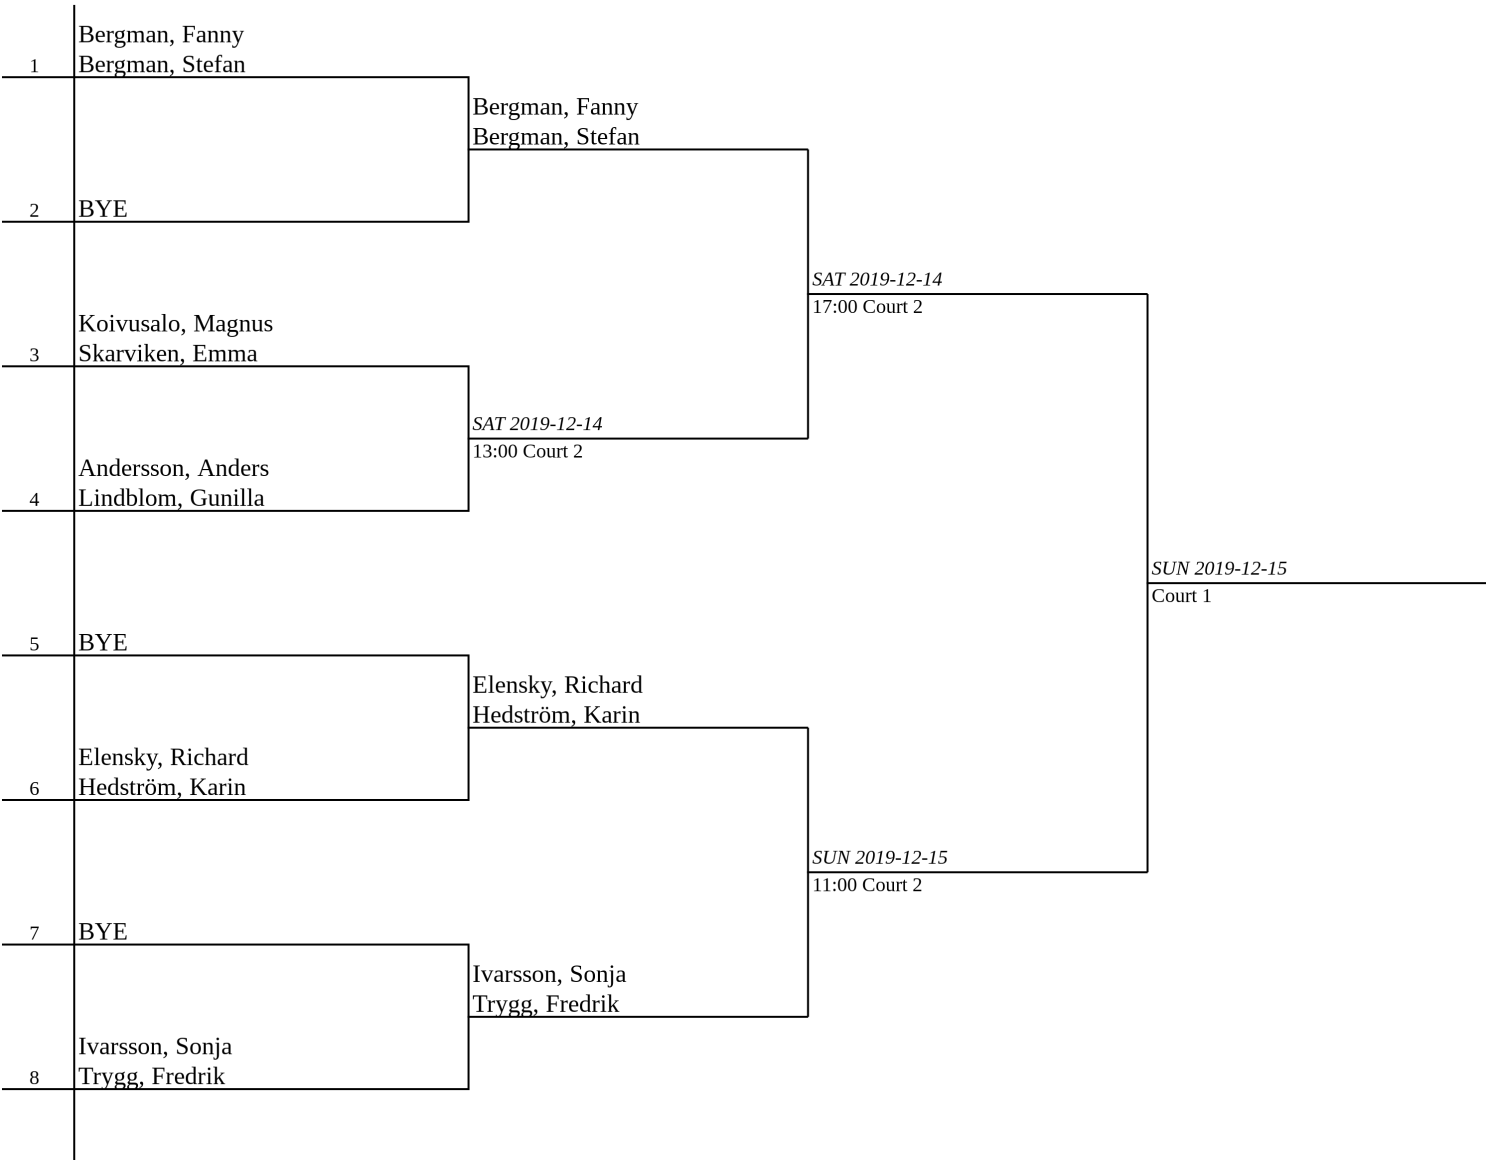 Bergman, Fanny
1 Bergman, Stefan
Bergman, Fanny
Bergman, Stefan
2 BYE
SAT 2019-12-14
17:00 Court 2
Koivusalo, Magnus
3 Skarviken, Emma
SAT 2019-12-14
13:00 Court 2
Andersson, Anders
4 Lindblom, Gunilla
SUN 2019-12-15
Court 1
5 BYE
Elensky, Richard
Hedström, Karin
Elensky, Richard
6 Hedström, Karin
SUN 2019-12-15
11:00 Court 2
7 BYE
Ivarsson, Sonja
Trygg, Fredrik
Ivarsson, Sonja
8 Trygg, Fredrik